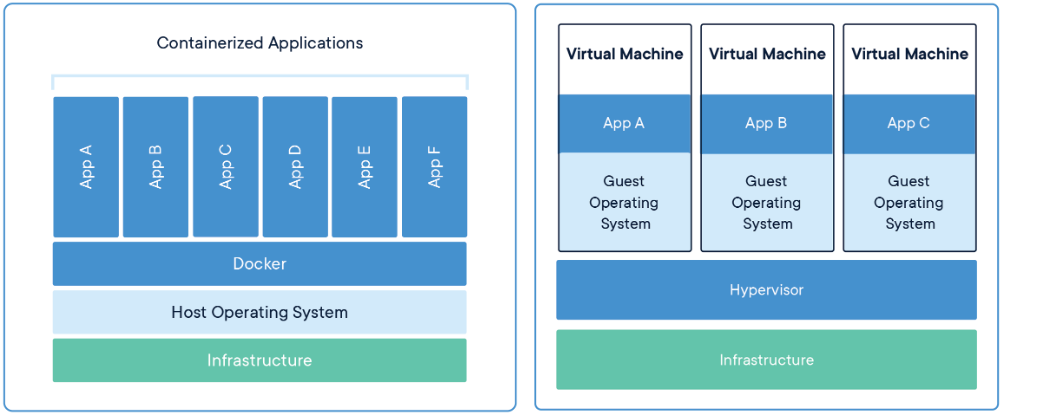 Containerized Applications
App A
App B
App C
App D
App E
App F
Docker
Host Operating System
Infrastructure
Virtual Machine
App A
Guest
Operating
System
Virtual Machine
App B
Guest
Operating
System
Virtual Machine
App C
Guest
Operating
System
Hypervisor
Infrastructure